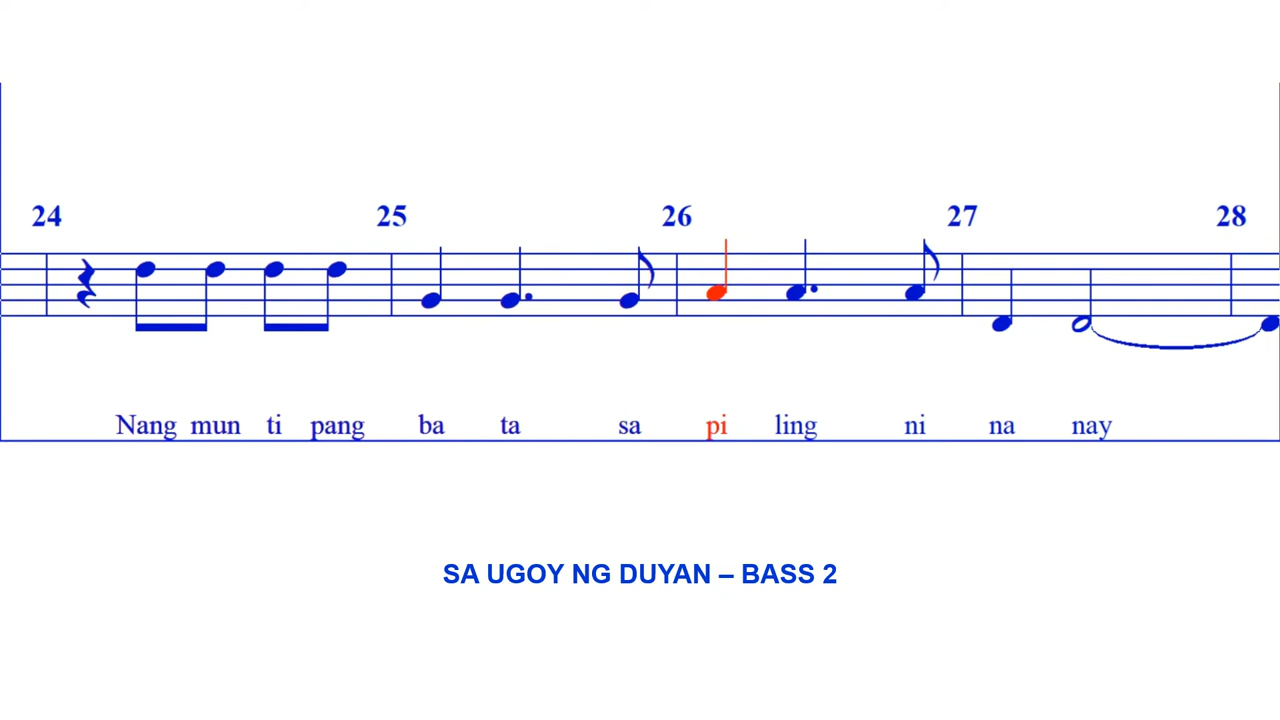 24 25 26 27 28
Nang mun ti pang ba ta sa pi ling ni na nay
SA UGOY NG DUYAN – BASS 2